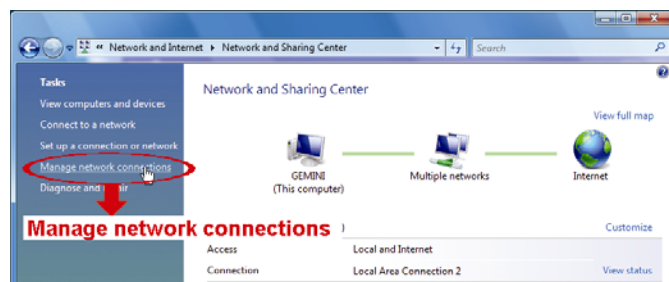 « Network and Internet ▸ Network and Sharing Center
Search
Tasks
View computers and devices
Connect to a network
Set up a connection or network
Manage network connections
Diagnose and
Manage network connections
Network and Sharing Center
View full map
GEMINI
(This computer)
Multiple networks
Internet
)
Customize
Access
Local and Internet
Connection
Local Area Connection 2
View status